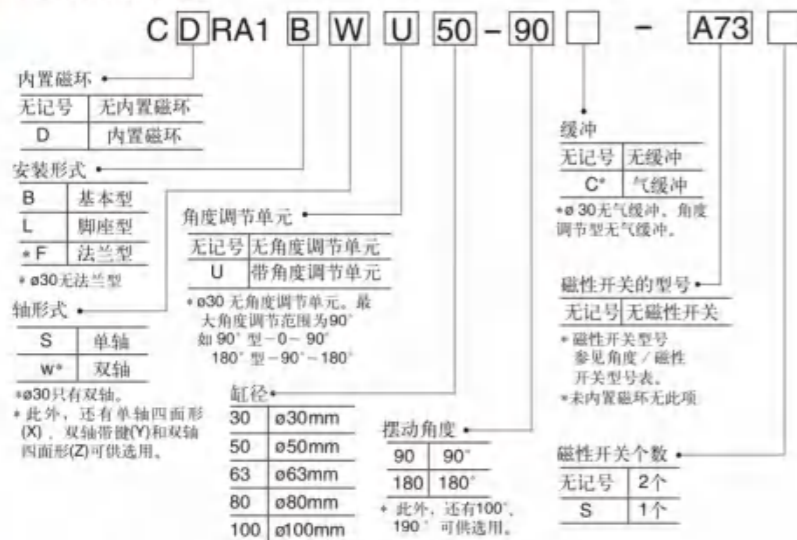 C D RA1 B W U 50 - 90 - A73
内置磁环
无记号 无内置磁环
D 内置磁环
安装形式
B 基本型
L 脚座型
*F 法兰型
*ø30无法兰型
轴形式
S 单轴
w* 双轴
*ø30只有双轴。
*此外，还有单轴四面形
(X)，双轴带键(Y)和双轴
四面形(Z)可供选用。
角度调节单元
无记号 无角度调节单元
U 带角度调节单元
*ø30 无角度调节单元。最
大角度调节范围为90°
如 90°型-0~90°
180°型-90°~180°
缸径
30 ø30mm
50 ø50mm
63 ø63mm
80 ø80mm
100 ø100mm
摆动角度
90 90°
180 180°
* 此外，还有100°、
190°可供选用。
缓冲
无记号 无缓冲
C* 气缓冲
*ø 30无气缓冲、角度
调节型无气缓冲。
磁性开关的型号
无记号 无磁性开关
*磁性开关型号
参见角度/磁性
开关型号表。
*未内置磁环无此项
磁性开关个数
无记号 2个
S 1个